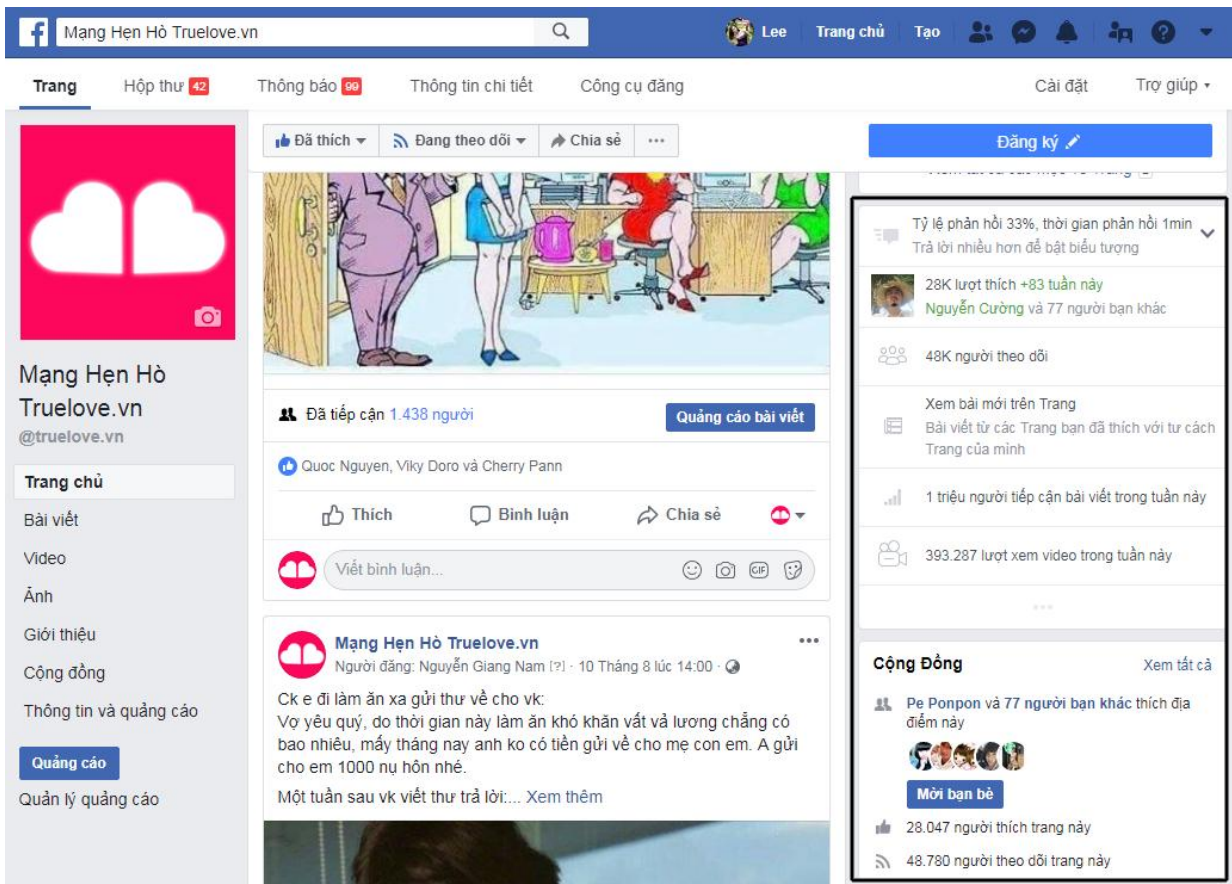 Mạng Hẹn Hò Truelove.vn
Lee
Trang chủ
Tạo
Trang
Hộp thư 42
Thông báo 99
Thông tin chi tiết
Công cụ đăng
Cài đặt
Trợ giúp
Mạng Hẹn Hò
Truelove.vn
@truelove.vn
Trang chủ
Bài viết
Video
Ảnh
Giới thiệu
Cộng đồng
Thông tin và quảng cáo
Quảng cáo
Quản lý quảng cáo
Đã thích
Đang theo dõi
Chia sẻ
Đăng ký
Đã tiếp cận 1.438 người
Quảng cáo bài viết
Quoc Nguyen, Viky Doro và Cherry Pann
Thích
Bình luận
Chia sẻ
Viết bình luận...
GIF
Mạng Hẹn Hò Truelove.vn
Người đăng: Nguyễn Giang Nam [?] · 10 Tháng 8 lúc 14:00 ·
Ck e đi làm ăn xa gửi thư về cho vk:
Vợ yêu quý, do thời gian này làm ăn khó khăn vất vả lương chẳng có
bao nhiêu, mấy tháng nay anh ko có tiền gửi về cho mẹ con em. A gửi
cho em 1000 nụ hôn nhé.
Một tuần sau vk viết thư trả lời:... Xem thêm
Tỷ lệ phản hồi 33%, thời gian phản hồi 1min
Trả lời nhiều hơn để bật biểu tượng
28K lượt thích +83 tuần này
Nguyễn Cường và 77 người bạn khác
48K người theo dõi
Xem bài mới trên Trang
Bài viết từ các Trang bạn đã thích với tư cách
Trang của mình
1 triệu người tiếp cận bài viết trong tuần này
393.287 lượt xem video trong tuần này
Cộng Đồng
Xem tất cả
Pe Ponpon và 77 người bạn khác thích địa
điểm này
Mời bạn bè
28.047 người thích trang này
48.780 người theo dõi trang này